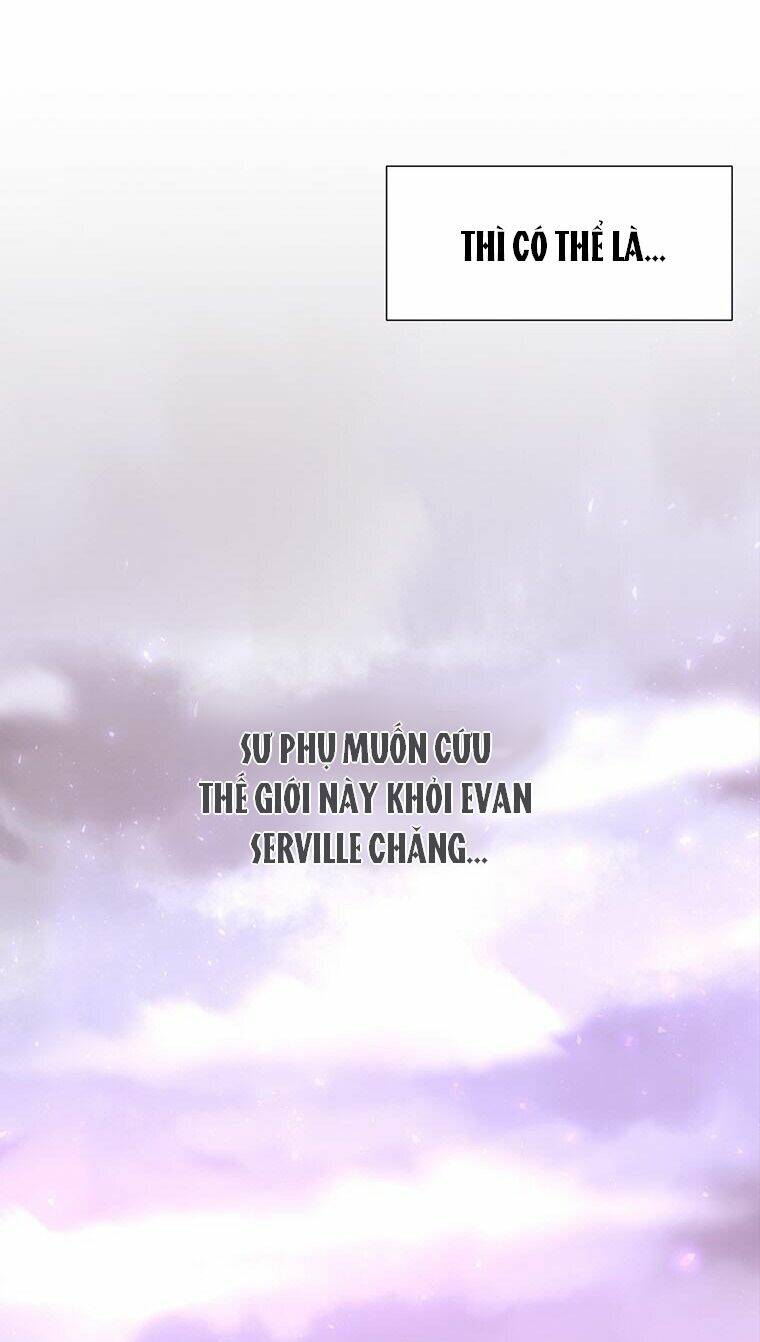 THÌ CÓ THỂ LÀ...
SƯ PHỤ MUỐN CỨU
THẾ GIỚI NÀY KHỎI EVAN
SERVILLE CHĂNG...